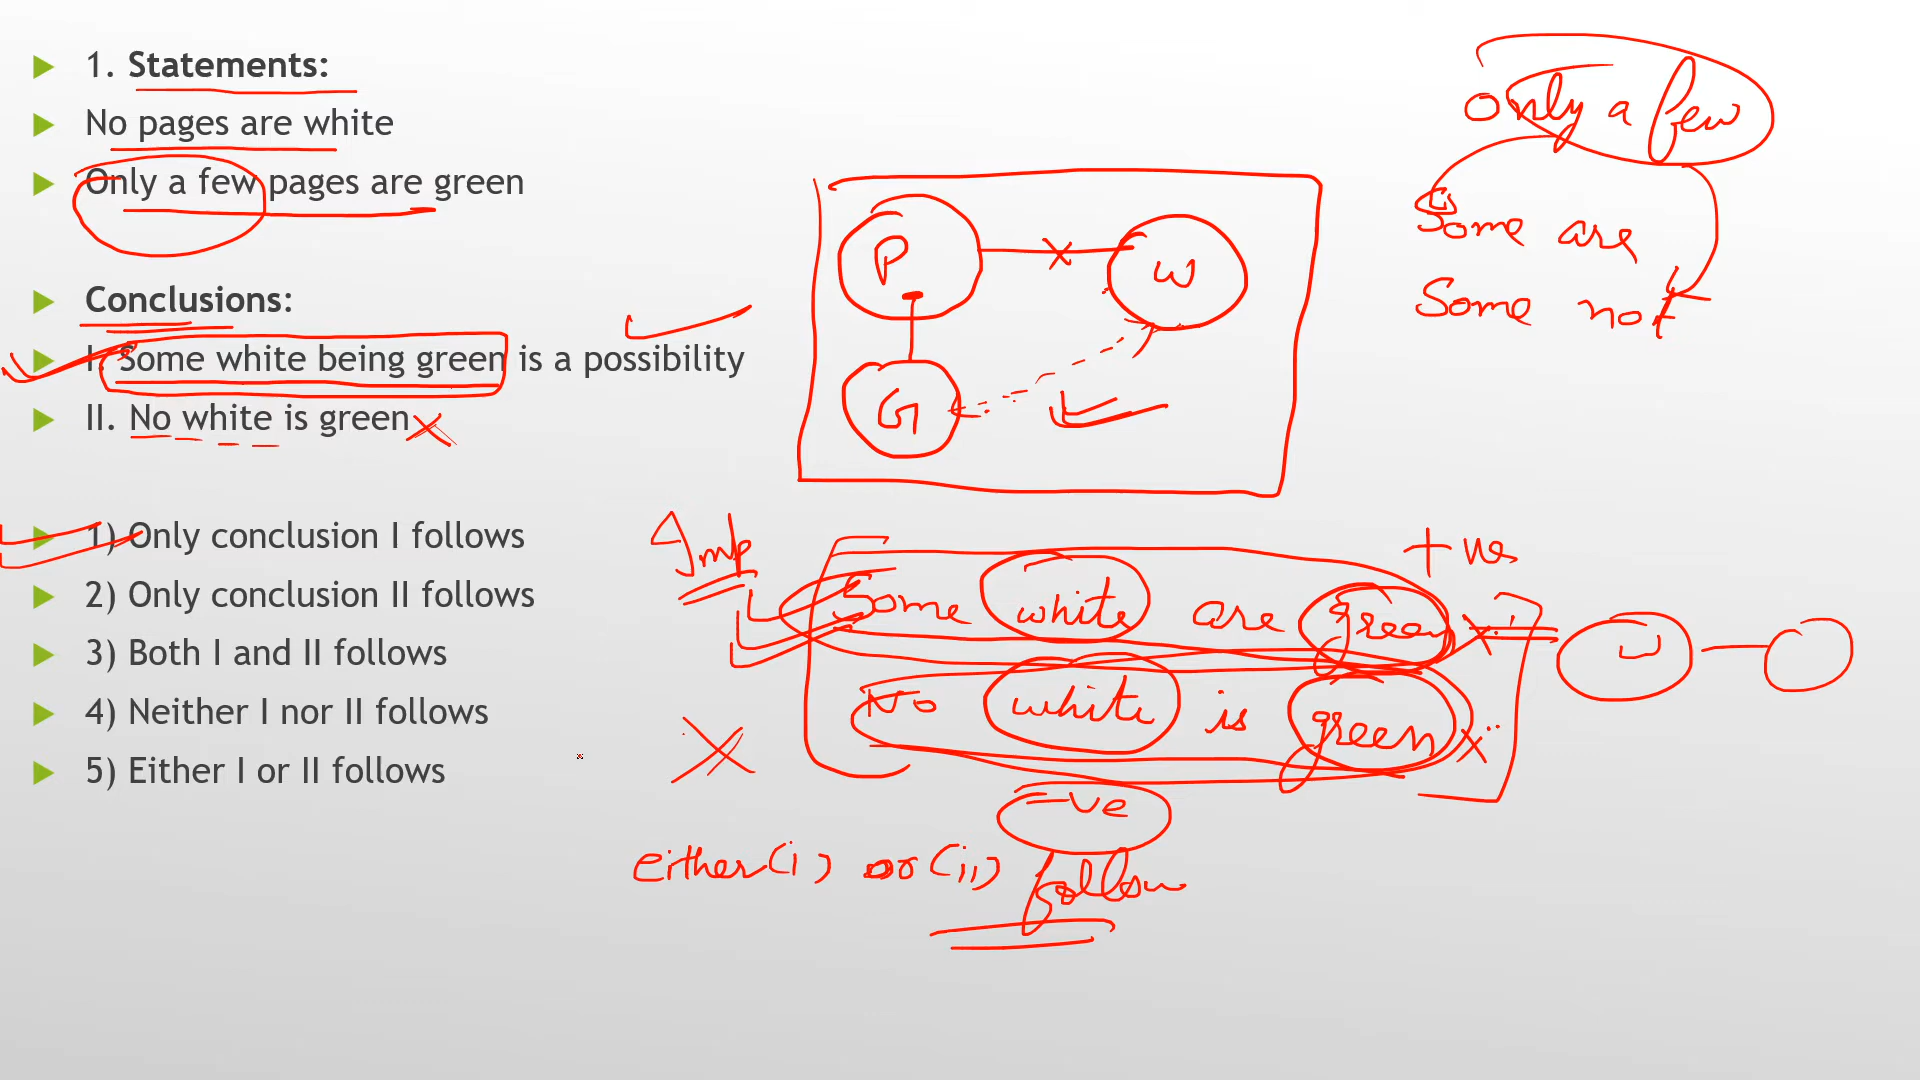 1. Statements:
No pages are white
Only a few pages are green
Conclusions:
I. Some white being green is a possibility
II. No white is green
1) Only conclusion I follows
2) Only conclusion II follows
3) Both I and II follows
4) Neither I nor II follows
5) Either I or II follows
only a few
Some are
Some not
P
W
G
Imp
+ve
Some white are green
No white is green
-ve
either (i) or (ii) follow
W